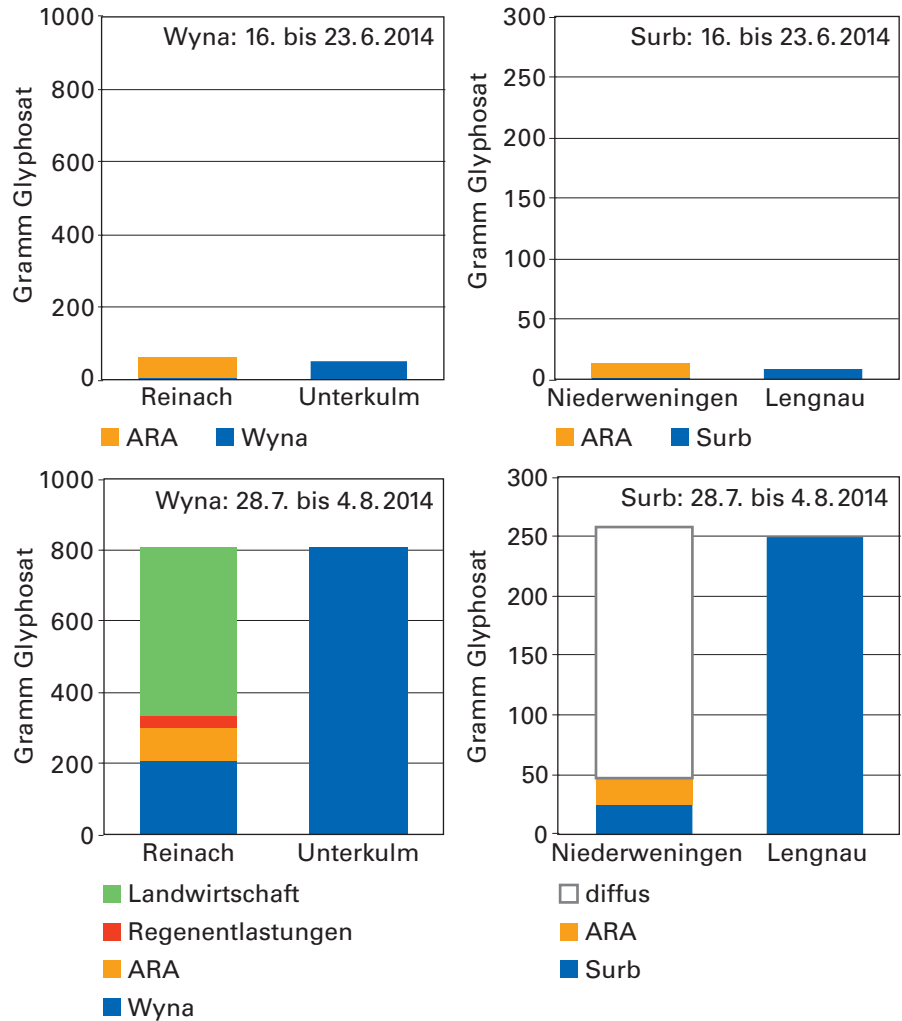 Wyna: 16. bis 23.6.2014
Gramm Glyphosat
1000
800
600
400
200
0
Reinach Unterkulm
ARA Wyna
Surb: 16. bis 23.6.2014
Gramm Glyphosat
300
250
200
150
100
50
0
Niederweningen Lengnau
ARA Surb
Wyna: 28.7. bis 4.8.2014
Gramm Glyphosat
1000
800
600
400
200
0
Reinach Unterkulm
Landwirtschaft
Regenentlastungen
ARA
Wyna
Surb: 28.7. bis 4.8.2014
Gramm Glyphosat
300
250
200
150
100
50
0
Niederweningen Lengnau
diffus
ARA
Surb